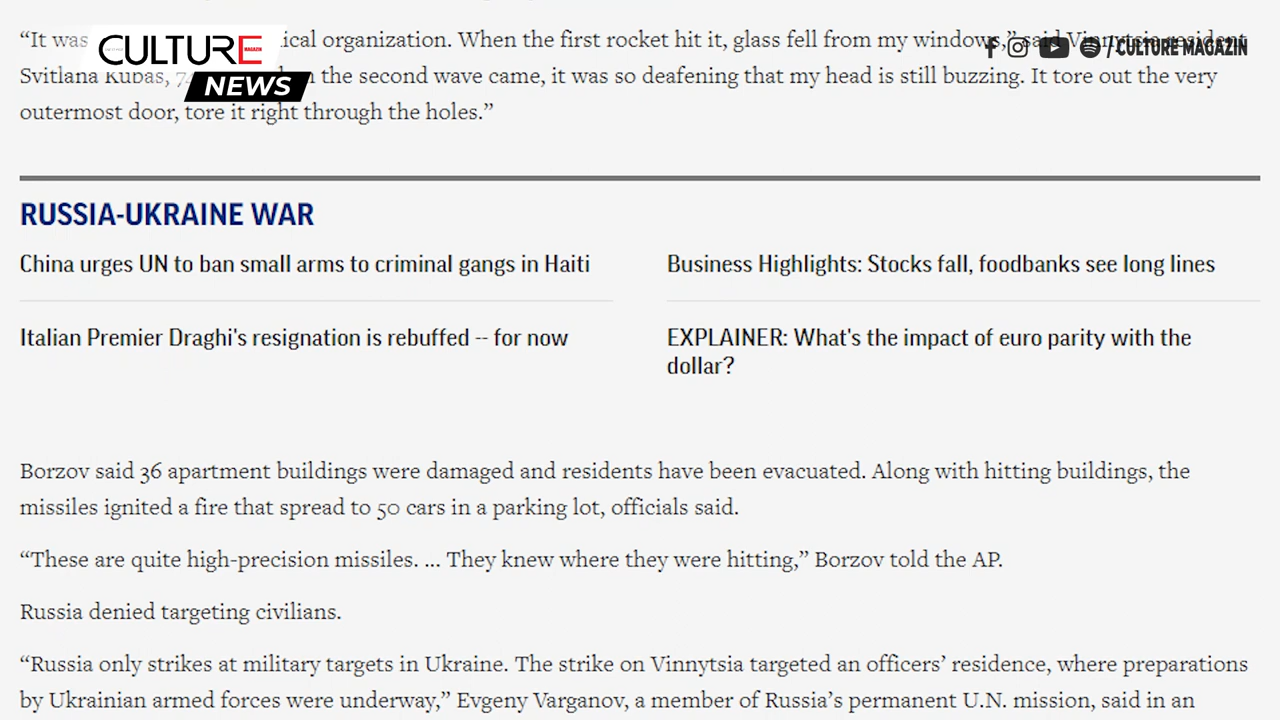 "It was
ical organization. When the first rocket hit it, glass fell from my windows," said Vinnytsia resident
Svitlana Kubas, 7
the second wave came, it was so deafening that my head is still buzzing. It tore out the very
outermost door, tore it right through the holes."
CULTURE
MAGAZIN
NEWS
/ CULTURE MAGAZIN
RUSSIA-UKRAINE WAR
China urges UN to ban small arms to criminal gangs in Haiti
Business Highlights: Stocks fall, foodbanks see long lines
Italian Premier Draghi's resignation is rebuffed -- for now
EXPLAINER: What's the impact of euro parity with the
dollar?
Borzov said 36 apartment buildings were damaged and residents have been evacuated. Along with hitting buildings, the
missiles ignited a fire that spread to 50 cars in a parking lot, officials said.
“These are quite high-precision missiles. ... They knew where they were hitting,” Borzov told the AP.
Russia denied targeting civilians.
“Russia only strikes at military targets in Ukraine. The strike on Vinnytsia targeted an officers’ residence, where preparations
by Ukrainian armed forces were underway,” Evgeny Varganov, a member of Russia’s permanent U.N. mission, said in an